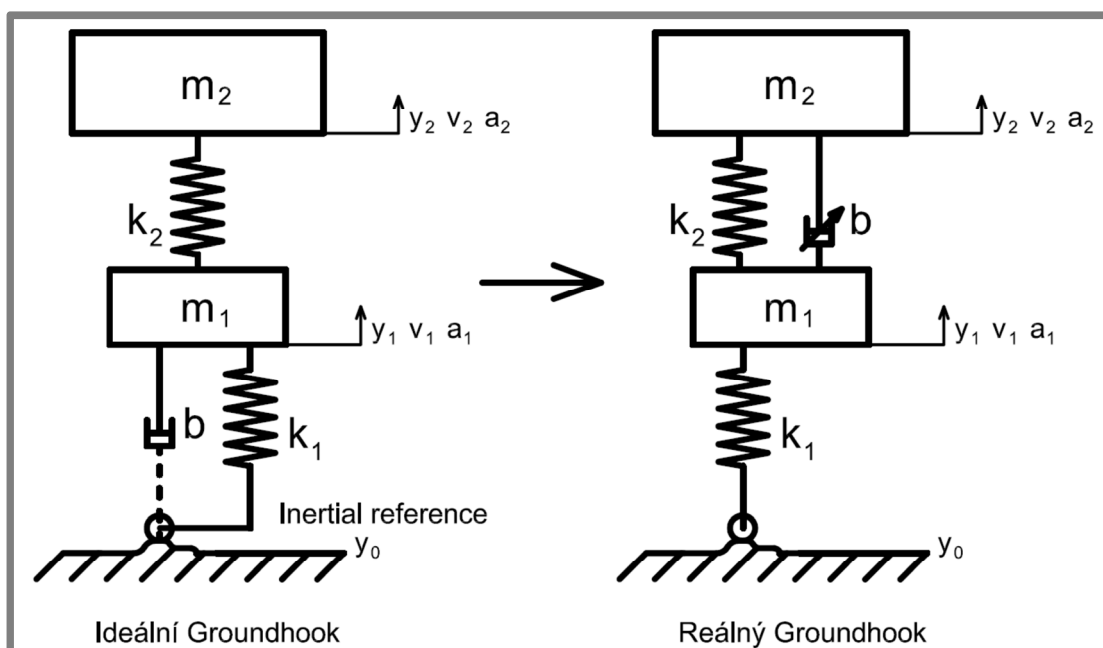 m₂
y₂ v₂ a₂
k₂
m₁
y₁ v₁ a₁
b
k₁
Inertial reference
y₀
Ideální Groundhook
m₂
y₂ v₂ a₂
k₂
b
m₁
y₁ v₁ a₁
k₁
y₀
Reálný Groundhook